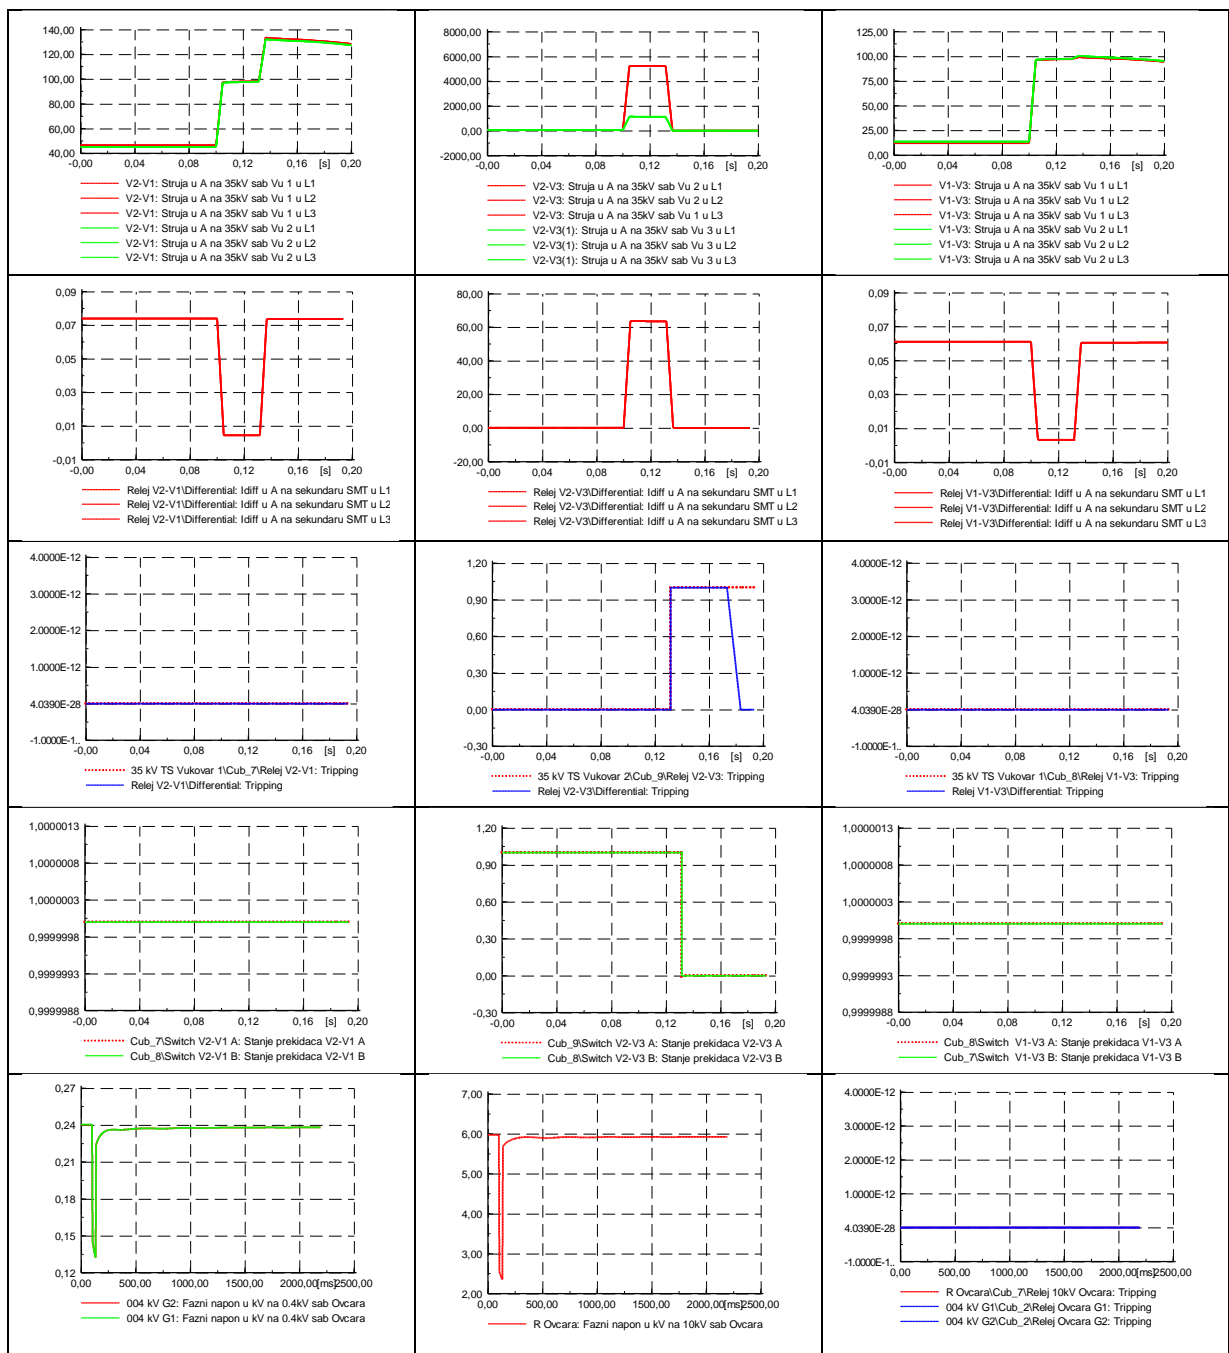 140,00
120,00
100,00
80,00
60,00
40,00
-0,00 0,04 0,08 0,12 0,16 [s] 0,20
V2-V1: Struja u A na 35kV sab Vu 1 u L1
V2-V1: Struja u A na 35kV sab Vu 1 u L2
V2-V1: Struja u A na 35kV sab Vu 1 u L3
V2-V1: Struja u A na 35kV sab Vu 2 u L1
V2-V1: Struja u A na 35kV sab Vu 2 u L2
V2-V1: Struja u A na 35kV sab Vu 2 u L3
8000,00
6000,00
4000,00
2000,00
0,00
-2000,00
-0,00 0,04 0,08 0,12 0,16 [s] 0,20
V2-V3: Struja u A na 35kV sab Vu 2 u L1
V2-V3: Struja u A na 35kV sab Vu 2 u L2
V2-V3: Struja u A na 35kV sab Vu 1 u L3
V2-V3(1): Struja u A na 35kV sab Vu 3 u L1
V2-V3(1): Struja u A na 35kV sab Vu 3 u L2
V2-V3(1): Struja u A na 35kV sab Vu 3 u L3
125,00
100,00
75,00
50,00
25,00
0,00
-0,00 0,04 0,08 0,12 0,16 [s] 0,20
V1-V3: Struja u A na 35kV sab Vu 1 u L1
V1-V3: Struja u A na 35kV sab Vu 1 u L2
V1-V3: Struja u A na 35kV sab Vu 1 u L3
V1-V3: Struja u A na 35kV sab Vu 2 u L1
V1-V3: Struja u A na 35kV sab Vu 2 u L2
V1-V3: Struja u A na 35kV sab Vu 2 u L3
0,09
0,07
0,05
0,03
0,01
-0,01
-0,00 0,04 0,08 0,12 0,16 [s] 0,20
Relej V2-V1\Differential: Idiff u A na sekundaru SMT u L1
Relej V2-V1\Differential: Idiff u A na sekundaru SMT u L2
Relej V2-V1\Differential: Idiff u A na sekundaru SMT u L3
80,00
60,00
40,00
20,00
0,00
-20,00
-0,00 0,04 0,08 0,12 0,16 [s] 0,20
Relej V2-V3\Differential: Idiff u A na sekundaru SMT u L1
Relej V2-V3\Differential: Idiff u A na sekundaru SMT u L2
Relej V2-V3\Differential: Idiff u A na sekundaru SMT u L3
0,09
0,07
0,05
0,03
0,01
-0,01
-0,00 0,04 0,08 0,12 0,16 [s] 0,20
Relej V1-V3\Differential: Idiff u A na sekundaru SMT u L1
Relej V1-V3\Differential: Idiff u A na sekundaru SMT u L2
Relej V1-V3\Differential: Idiff u A na sekundaru SMT u L3
4.0000E-12
3.0000E-12
2.0000E-12
1.0000E-12
4.0390E-28
-1.0000E-1..
-0,00 0,04 0,08 0,12 0,16 [s] 0,20
35 kV TS Vukovar 1\Cub_7\Relej V2-V1: Tripping
Relej V2-V1\Differential: Tripping
1,20
0,90
0,60
0,30
0,00
-0,30
-0,00 0,04 0,08 0,12 0,16 [s] 0,20
35 kV TS Vukovar 2\Cub_9\Relej V2-V3: Tripping
Relej V2-V3\Differential: Tripping
4.0000E-12
3.0000E-12
2.0000E-12
1.0000E-12
4.0390E-28
-1.0000E-1..
-0,00 0,04 0,08 0,12 0,16 [s] 0,20
35 kV TS Vukovar 1\Cub_8\Relej V1-V3: Tripping
Relej V1-V3\Differential: Tripping
1,0000013
1,0000008
1,0000003
0,9999998
0,9999993
0,9999988
-0,00 0,04 0,08 0,12 0,16 [s] 0,20
Cub_7\Switch V2-V1 A: Stanje prekidaca V2-V1 A
Cub_8\Switch V2-V1 B: Stanje prekidaca V2-V1 B
1,20
0,90
0,60
0,30
0,00
-0,30
-0,00 0,04 0,08 0,12 0,16 [s] 0,20
Cub_9\Switch V2-V3 A: Stanje prekidaca V2-V3 A
Cub_8\Switch V2-V3 B: Stanje prekidaca V2-V3 B
1,0000013
1,0000008
1,0000003
0,9999998
0,9999993
0,9999988
-0,00 0,04 0,08 0,12 0,16 [s] 0,20
Cub_8\Switch V1-V3 A: Stanje prekidaca V1-V3 A
Cub_7\Switch V1-V3 B: Stanje prekidaca V1-V3 B
0,27
0,24
0,21
0,18
0,15
0,12
0,00 500,00 1000,00 1500,00 2000,00 [ms] 2500,00
004 kV G2: Fazni napon u kV na 0.4kV sab Ovcara
004 kV G1: Fazni napon u kV na 0.4kV sab Ovcara
7,00
6,00
5,00
4,00
3,00
2,00
0,00 500,00 1000,00 1500,00 2000,00 [ms] 2500,00
R Ovcara: Fazni napon u kV na 10kV sab Ovcara
4.0000E-12
3.0000E-12
2.0000E-12
1.0000E-12
4.0390E-28
-1.0000E-1..
0,00 500,00 1000,00 1500,00 2000,00 [ms] 2500,00
R Ovcara\Cub_7\Relej 10kV Ovcara: Tripping
004 kV G1\Cub_2\Relej Ovcara G1: Tripping
004 kV G2\Cub_2\Relej Ovcara G2: Tripping